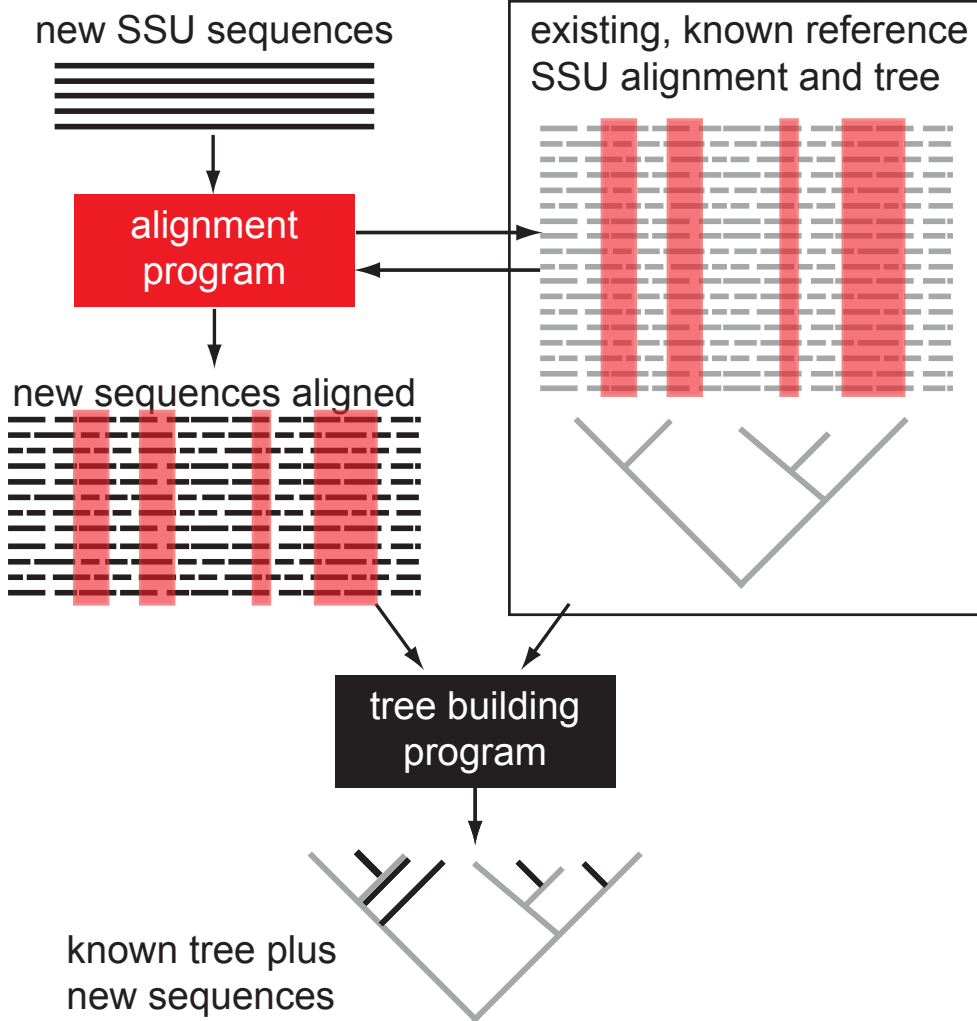 new SSU sequences
existing, known reference
SSU alignment and tree
alignment
program
new sequences aligned
tree building
program
known tree plus
new sequences